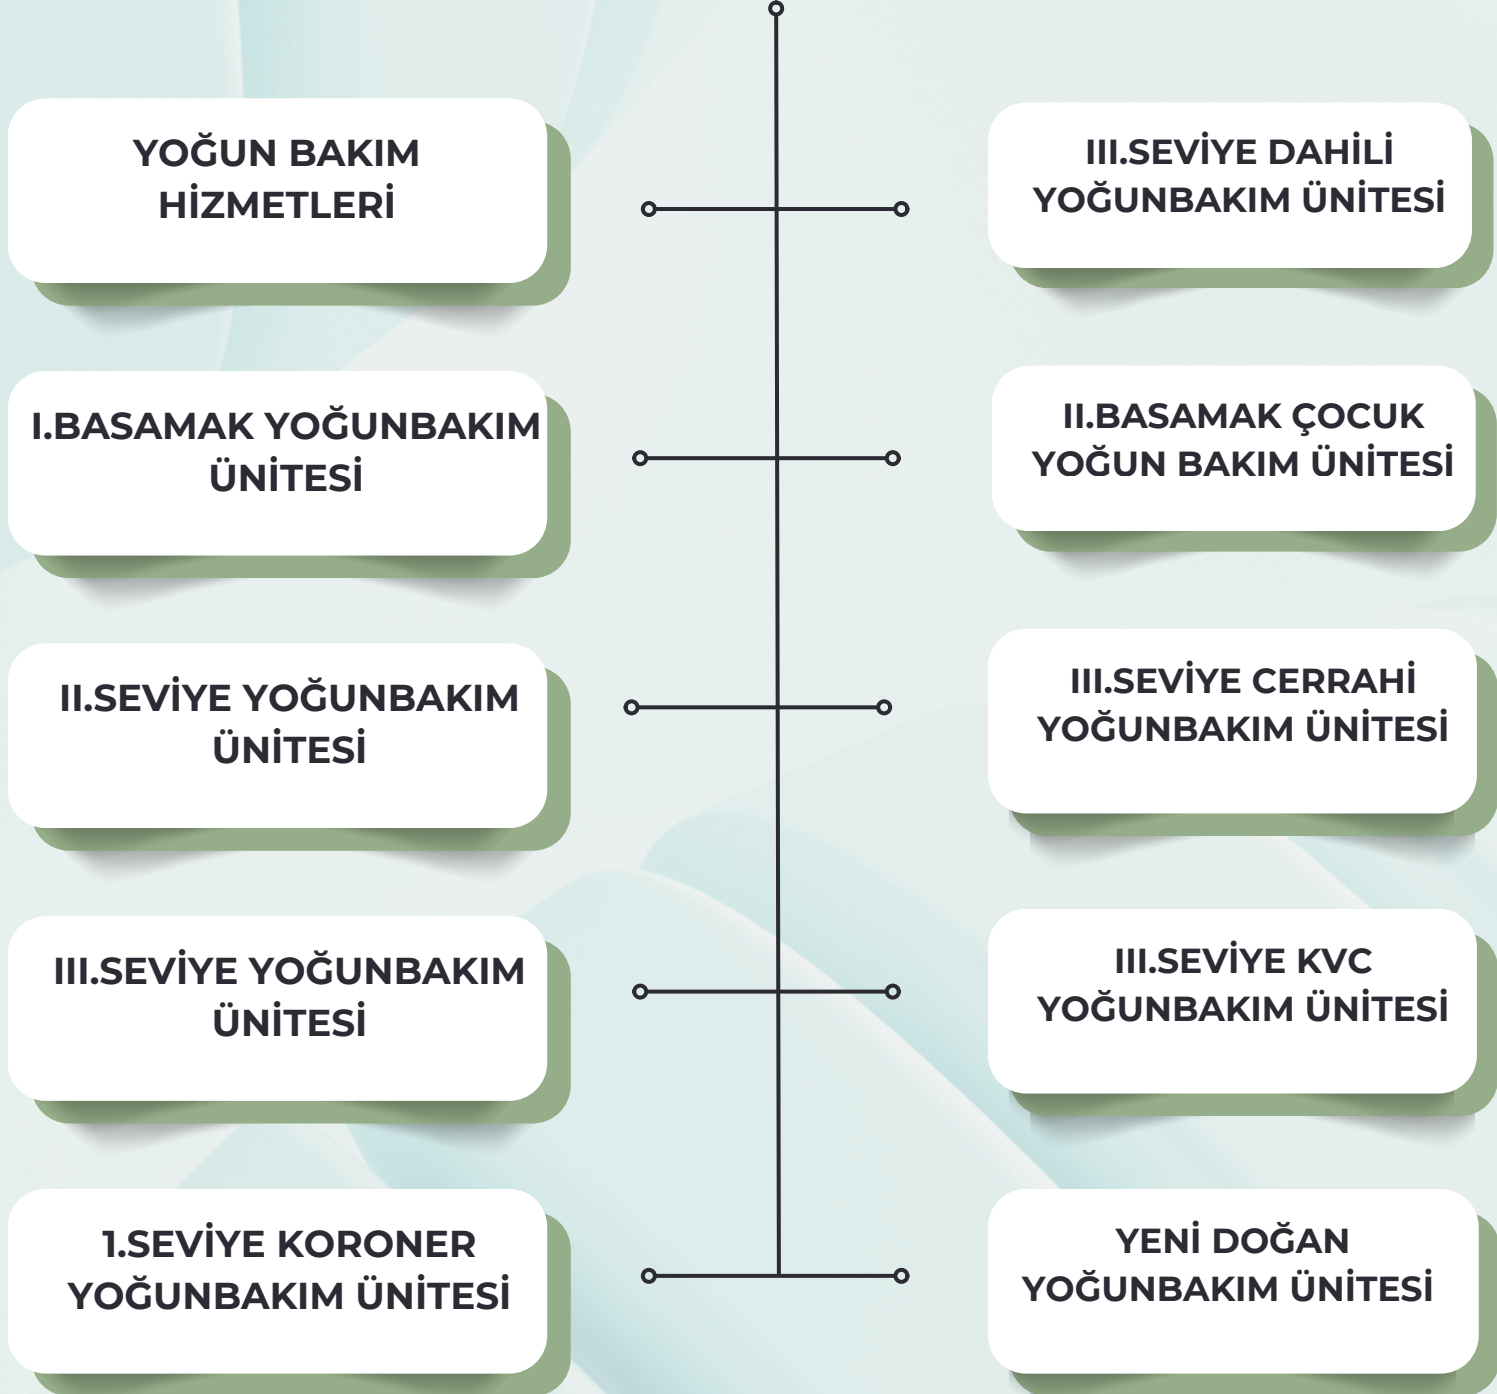 YOĞUN BAKIM
HİZMETLERİ
I.BASAMAK YOĞUNBAKIM
ÜNİTESİ
II.SEVİYE YOĞUNBAKIM
ÜNİTESİ
III.SEVİYE YOĞUNBAKIM
ÜNİTESİ
1.SEVİYE KORONER
YOĞUNBAKIM ÜNİTESİ
III.SEVİYE DAHİLİ
YOĞUNBAKIM ÜNİTESİ
II.BASAMAK ÇOCUK
YOĞUN BAKIM ÜNİTESİ
III.SEVİYE CERRAHİ
YOĞUNBAKIM ÜNİTESİ
III.SEVİYE KVC
YOĞUNBAKIM ÜNİTESİ
YENİ DOĞAN
YOĞUNBAKIM ÜNİTESİ